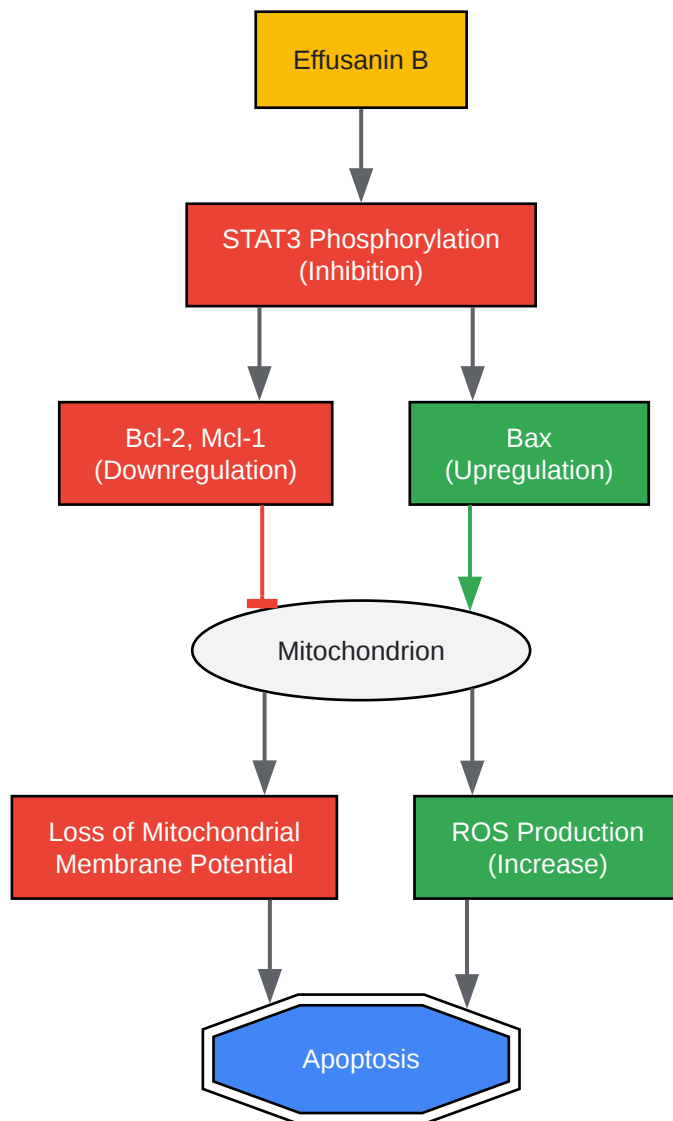 Effusanin B
STAT3 Phosphorylation
(Inhibition)
Bcl-2, Mcl-1
(Downregulation)
Bax
(Upregulation)
Mitochondrion
Loss of Mitochondrial
Membrane Potential
ROS Production
(Increase)
Apoptosis